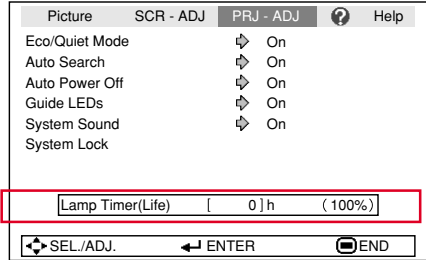 Picture SCR - ADJ PRJ - ADJ ? Help
Eco/Quiet Mode On
Auto Search On
Auto Power Off On
Guide LEDs On
System Sound On
System Lock
Lamp Timer(Life) [ 0 ] h ( 100% )
SEL./ADJ. ENTER END